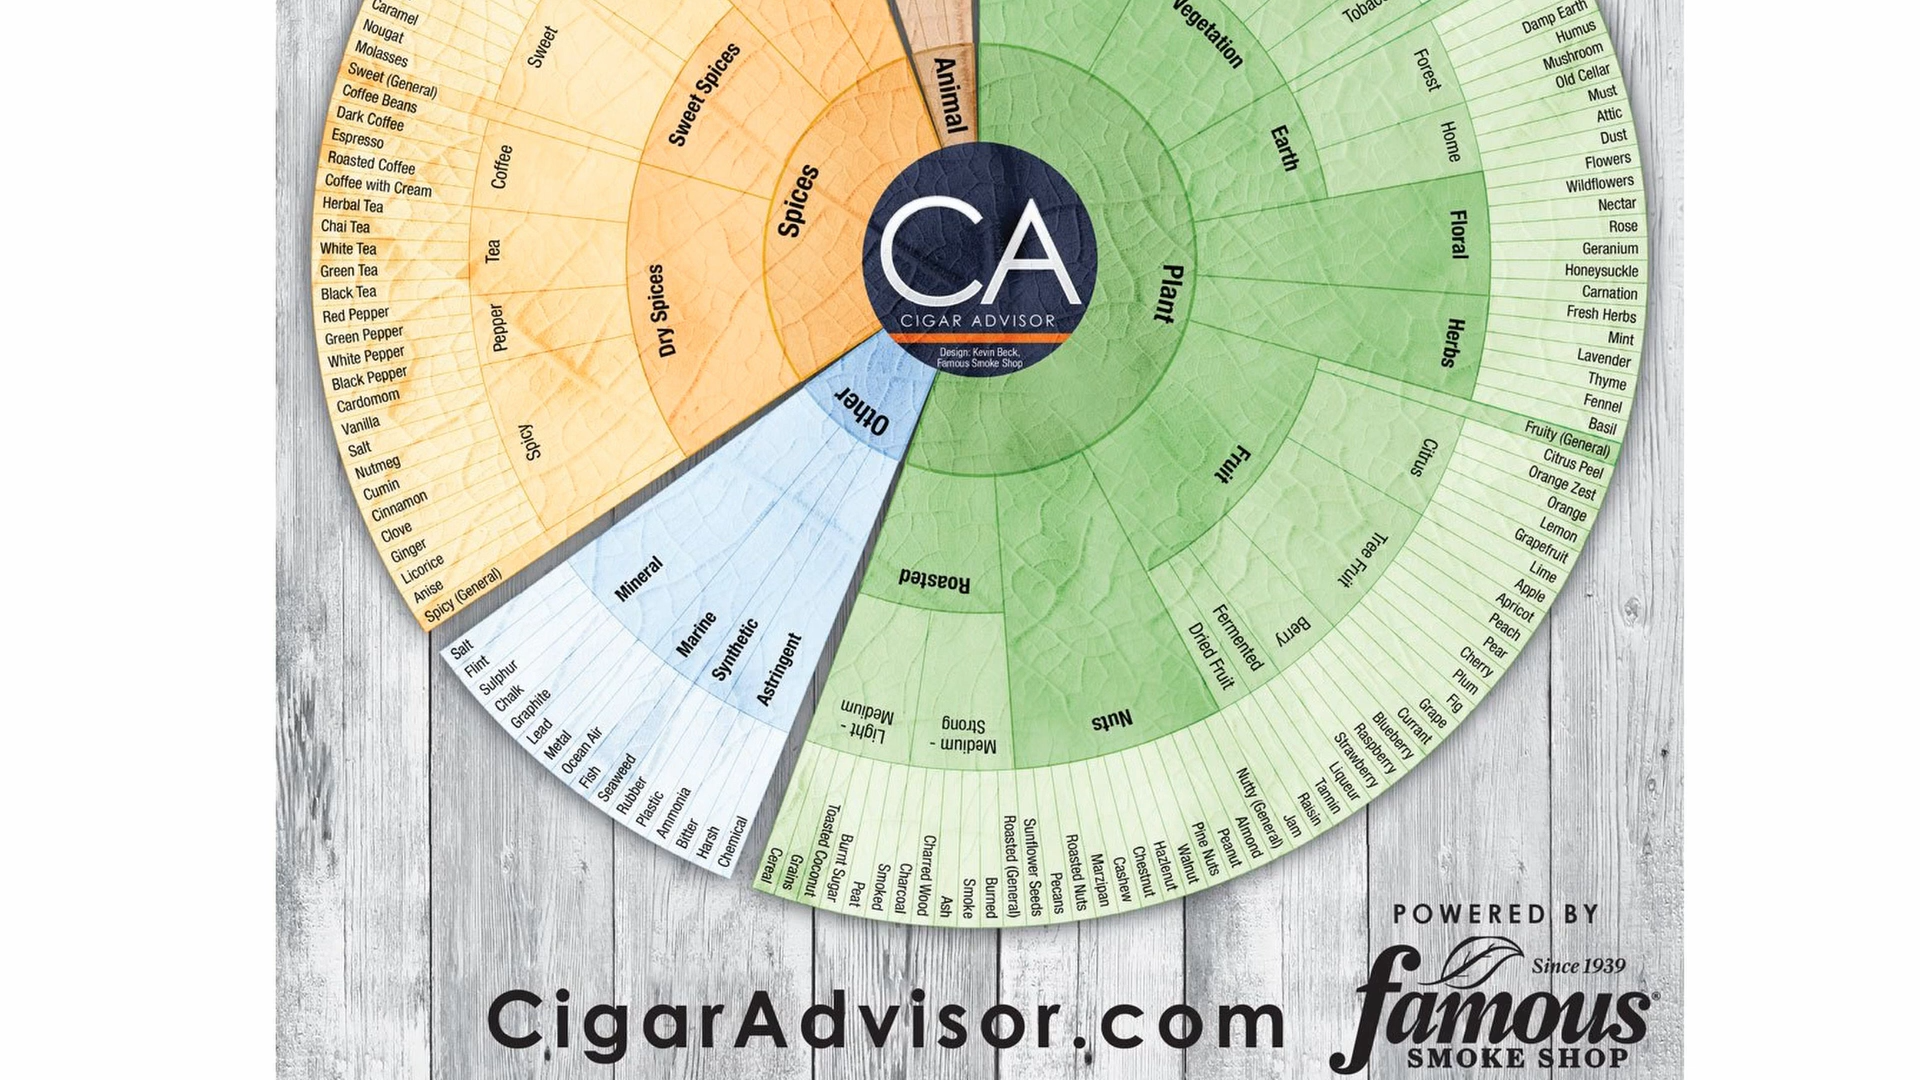 Caramel
Nougat
Molasses
Sweet (General)
Coffee Beans
Dark Coffee
Espresso
Roasted Coffee
Coffee with Cream
Herbal Tea
Chai Tea
White Tea
Green Tea
Black Tea
Red Pepper
Green Pepper
White Pepper
Black Pepper
Cardomom
Vanilla
Salt
Nutmeg
Cumin
Cinnamon
Clove
Ginger
Licorice
Anise
Spicy (General)
Sweet
Coffee
Tea
Pepper
Spicy
Sweet Spices
Dry Spices
Spices
Animal
CA
CIGAR ADVISOR
Design: Kevin Beck,
Famous Smoke Shop
Other
Mineral
Marine
Synthetic
Astringent
Salt
Flint
Sulphur
Chalk
Graphite
Lead
Metal
Ocean Air
Fish
Seaweed
Rubber
Plastic
Ammonia
Bitter
Harsh
Chemical
Plant
Vegetation
Earth
Floral
Herbs
Fruit
Nuts
Roasted
Forest
Home
Citrus
Tree Fruit
Berry
Fermented
Dried Fruit
Medium -
Strong
Light -
Medium
Damp Earth
Humus
Mushroom
Old Cellar
Must
Attic
Dust
Flowers
Wildflowers
Nectar
Rose
Geranium
Honeysuckle
Carnation
Fresh Herbs
Mint
Lavender
Thyme
Fennel
Basil
Fruity (General)
Citrus Peel
Orange Zest
Orange
Lemon
Grapefruit
Lime
Apple
Apricot
Peach
Pear
Cherry
Plum
Fig
Grape
Currant
Blueberry
Raspberry
Strawberry
Liqueur
Tannin
Raisin
Jam
Nutty (General)
Almond
Peanut
Pine Nuts
Walnut
Hazlenut
Chestnut
Cashew
Marzipan
Roasted Nuts
Pecans
Sunflower Seeds
Roasted (General)
Burned
Smoke
Ash
Charred Wood
Charcoal
Smoked
Peat
Burnt Sugar
Toasted Coconut
Grains
Cereal
POWERED BY
Since 1939
famous®
SMOKE SHOP
CigarAdvisor.com